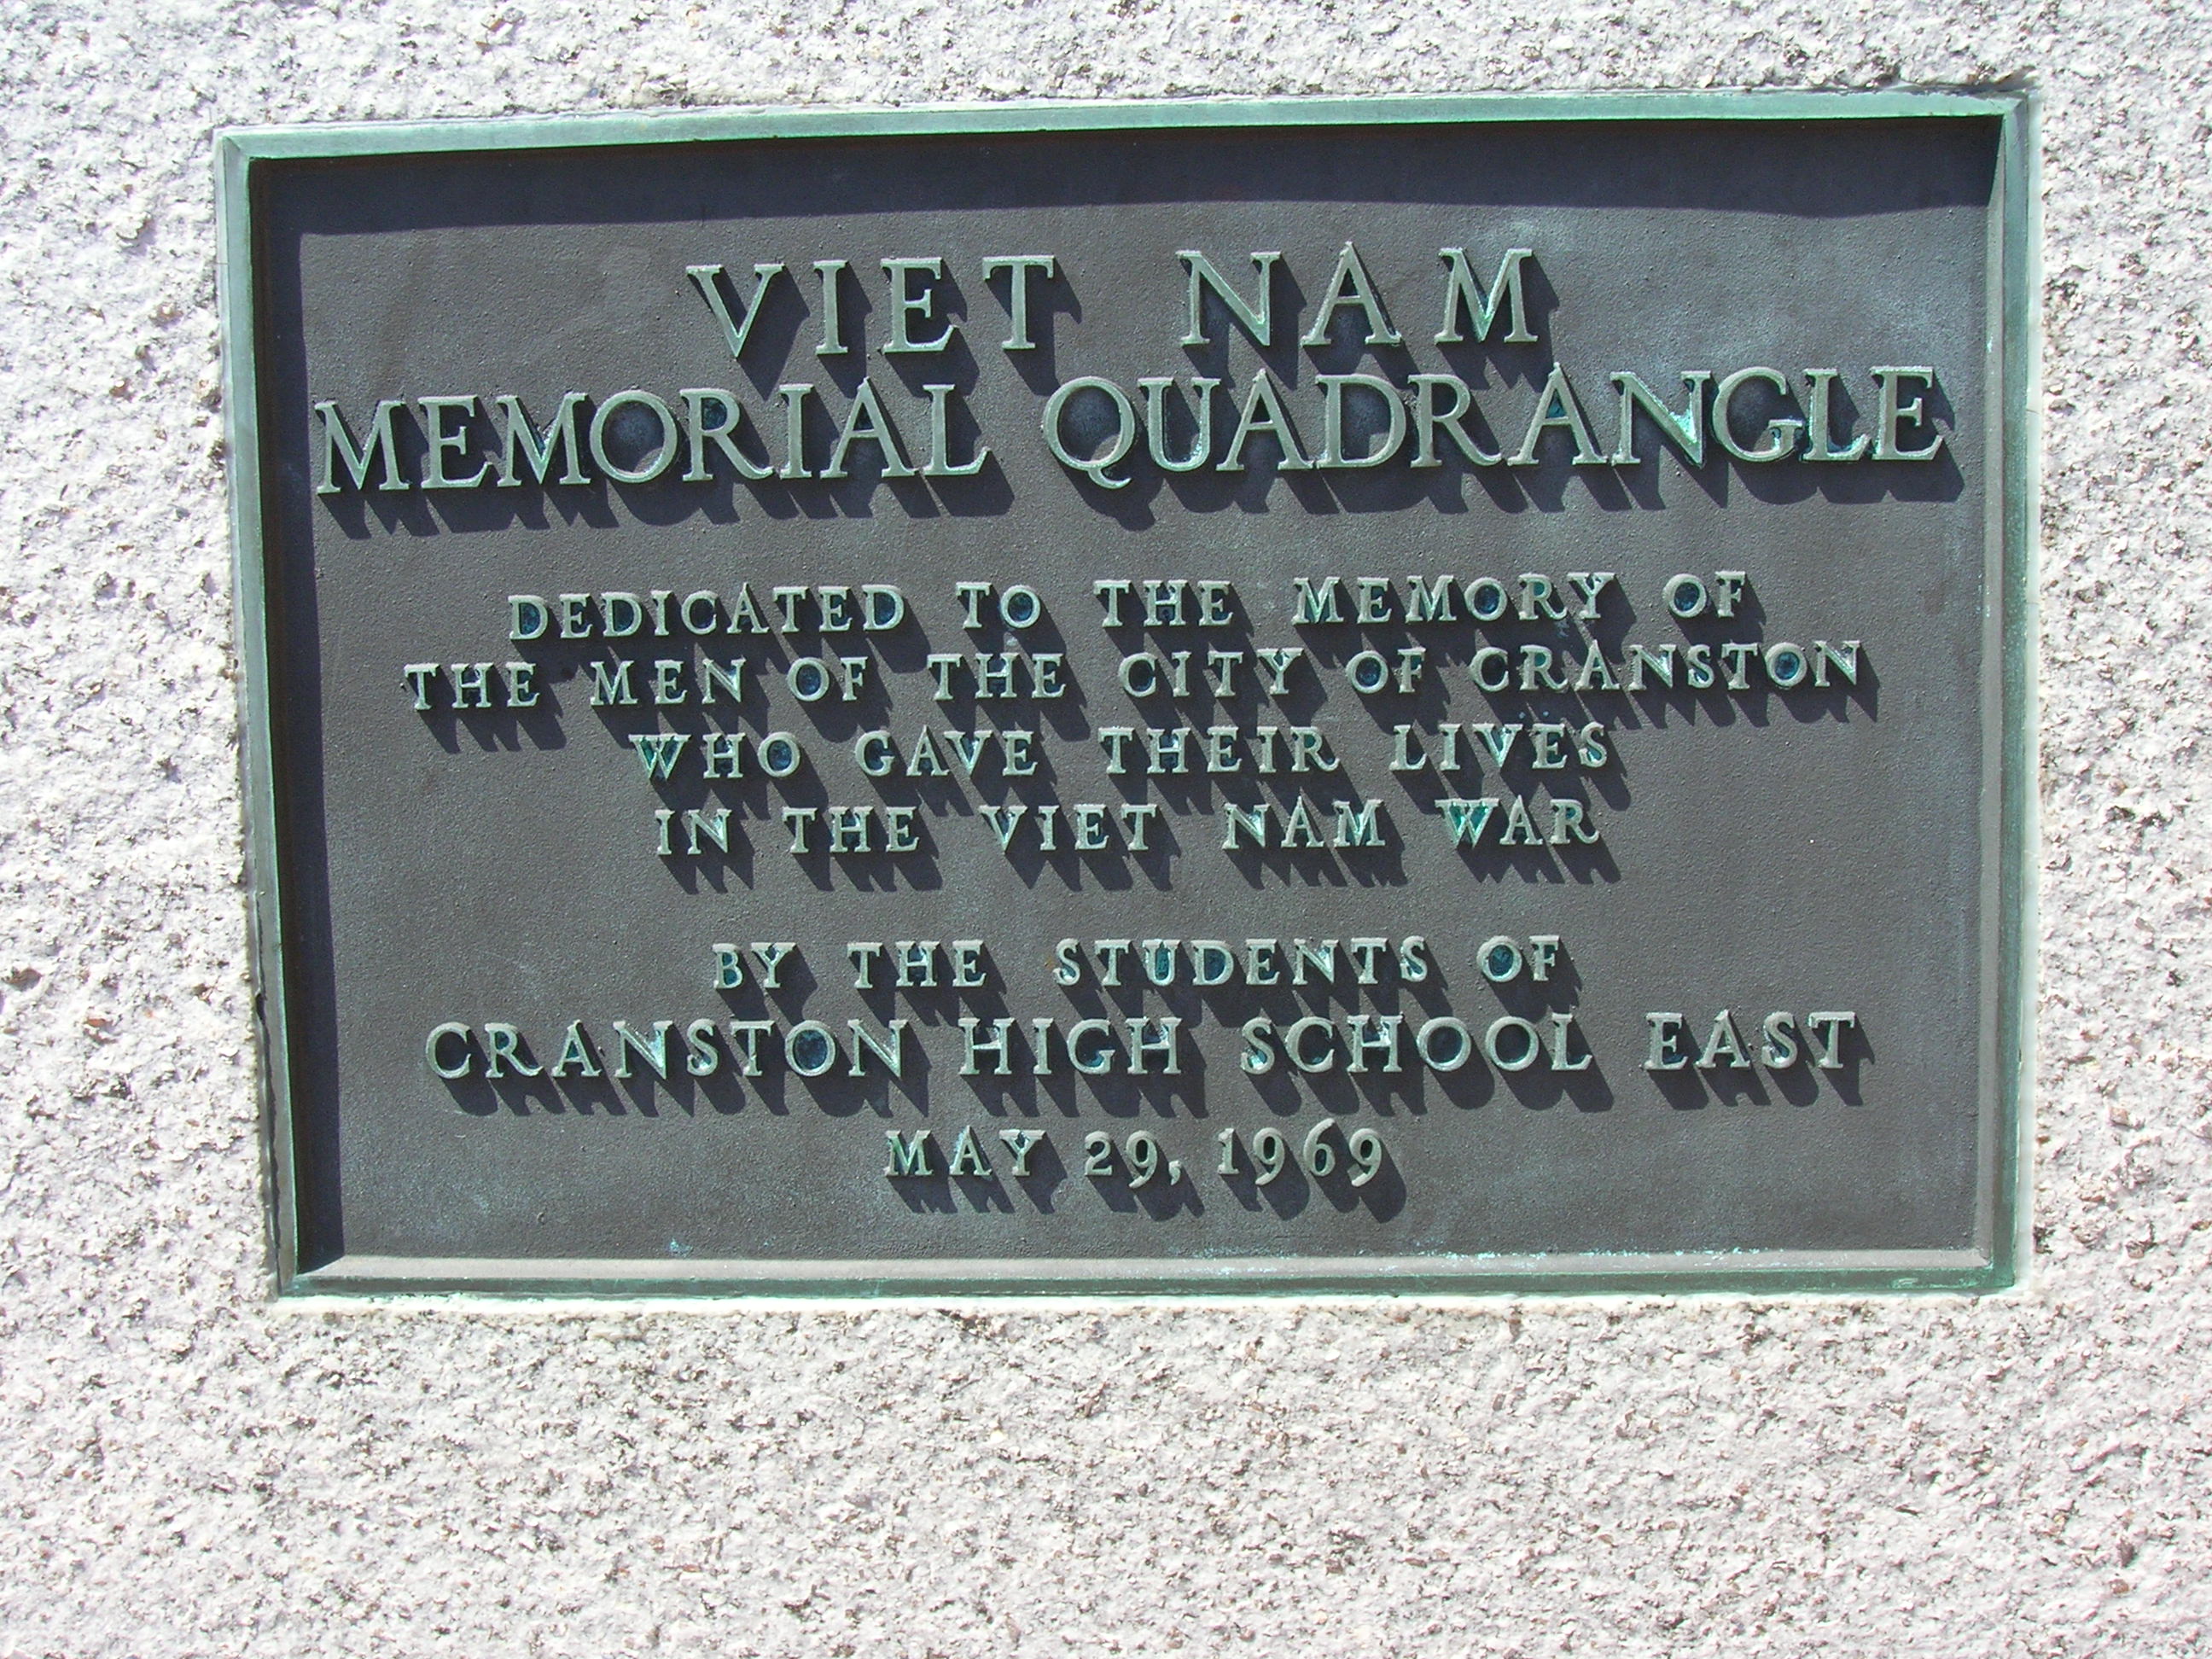 VIET NAM
MEMORIAL QUADRANGLE
DEDICATED TO THE MEMORY OF
THE MEN OF THE CITY OF CRANSTON
WHO GAVE THEIR LIVES
IN THE VIET NAM WAR
BY THE STUDENTS OF
CRANSTON HIGH SCHOOL EAST
MAY 29, 1969